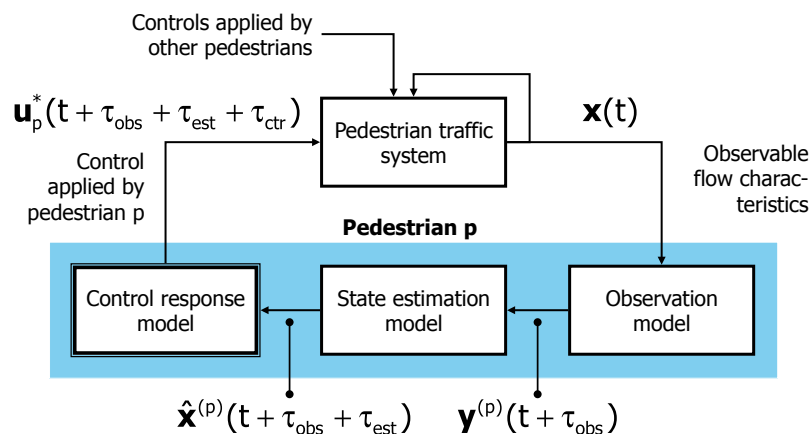 Controls applied by
other pedestrians
u*p(t + τobs + τest + τctr)
Pedestrian traffic
system
x(t)
Control
applied by
pedestrian p
Observable
flow charac-
teristics
Pedestrian p
Control response
model
State estimation
model
Observation
model
x̂(p)(t + τobs + τest)
y(p)(t + τobs)